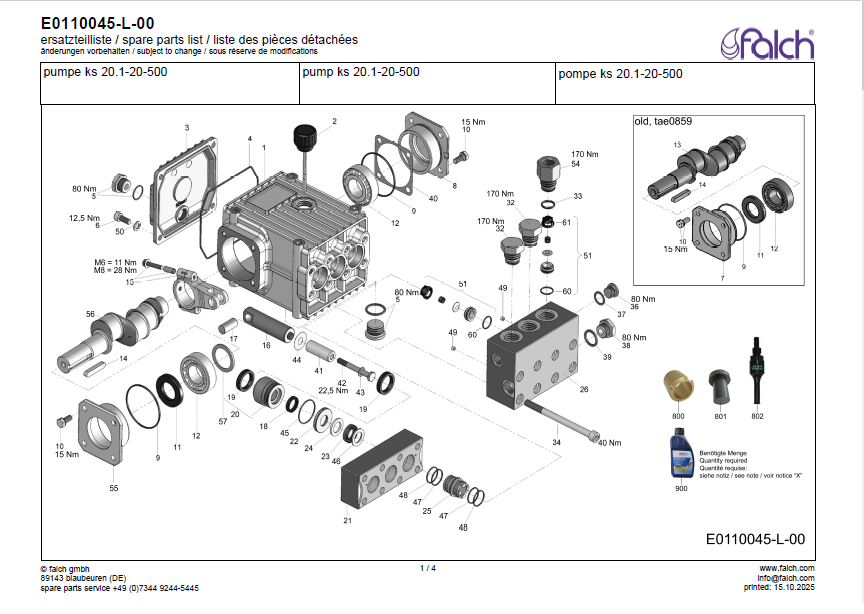 E0110045-L-00
ersatzteilliste / spare parts list / liste des pièces détachées
änderungen vorbehalten / subject to change / sous réserve de modifications
falch®
pumpe ks 20.1-20-500
pump ks 20.1-20-500
pompe ks 20.1-20-500
3
4
1
2
15 Nm
10
8
40
9
12
80 Nm
5
12,5 Nm
6
50
M6 = 11 Nm
M8 = 28 Nm
10
56
14
17
16
44
41
42
22,5 Nm
43
19
80 Nm
5
51
60
49
49
170 Nm
54
33
170 Nm
32
170 Nm
32
61
51
60
80 Nm
36
37
80 Nm
38
39
26
34
40 Nm
old, tae0859
13
14
10
15 Nm
7
9
11
12
10
15 Nm
55
9
11
12
57
19
20
18
45
22
24
23
46
21
48
47
25
47
48
800
801
802
900
Benötigte Menge
Quantity required
Quantité requise:
siehe notiz / see note / voir notice "X"
E0110045-L-00
© falch gmbh
89143 blaubeuren (DE)
spare parts service +49 (0)7344 9244-5445
1 / 4
www.falch.com
info@falch.com
printed: 15.10.2025